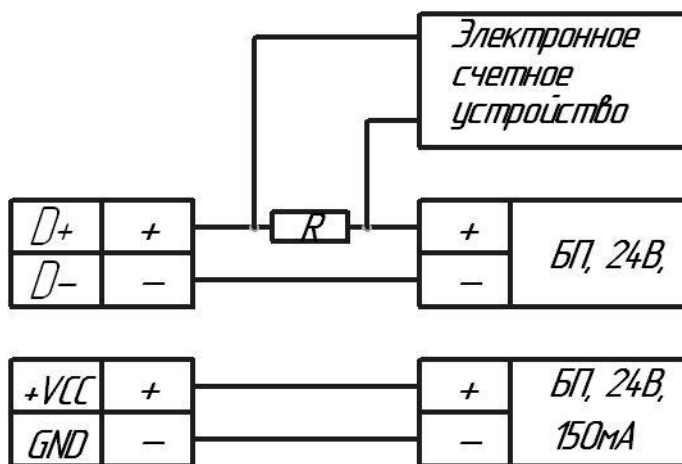 Электронное
счетное
устройство
D+ + R + БП, 24В,
D- - -
+VCC + + БП, 24В,
GND - - 150мА